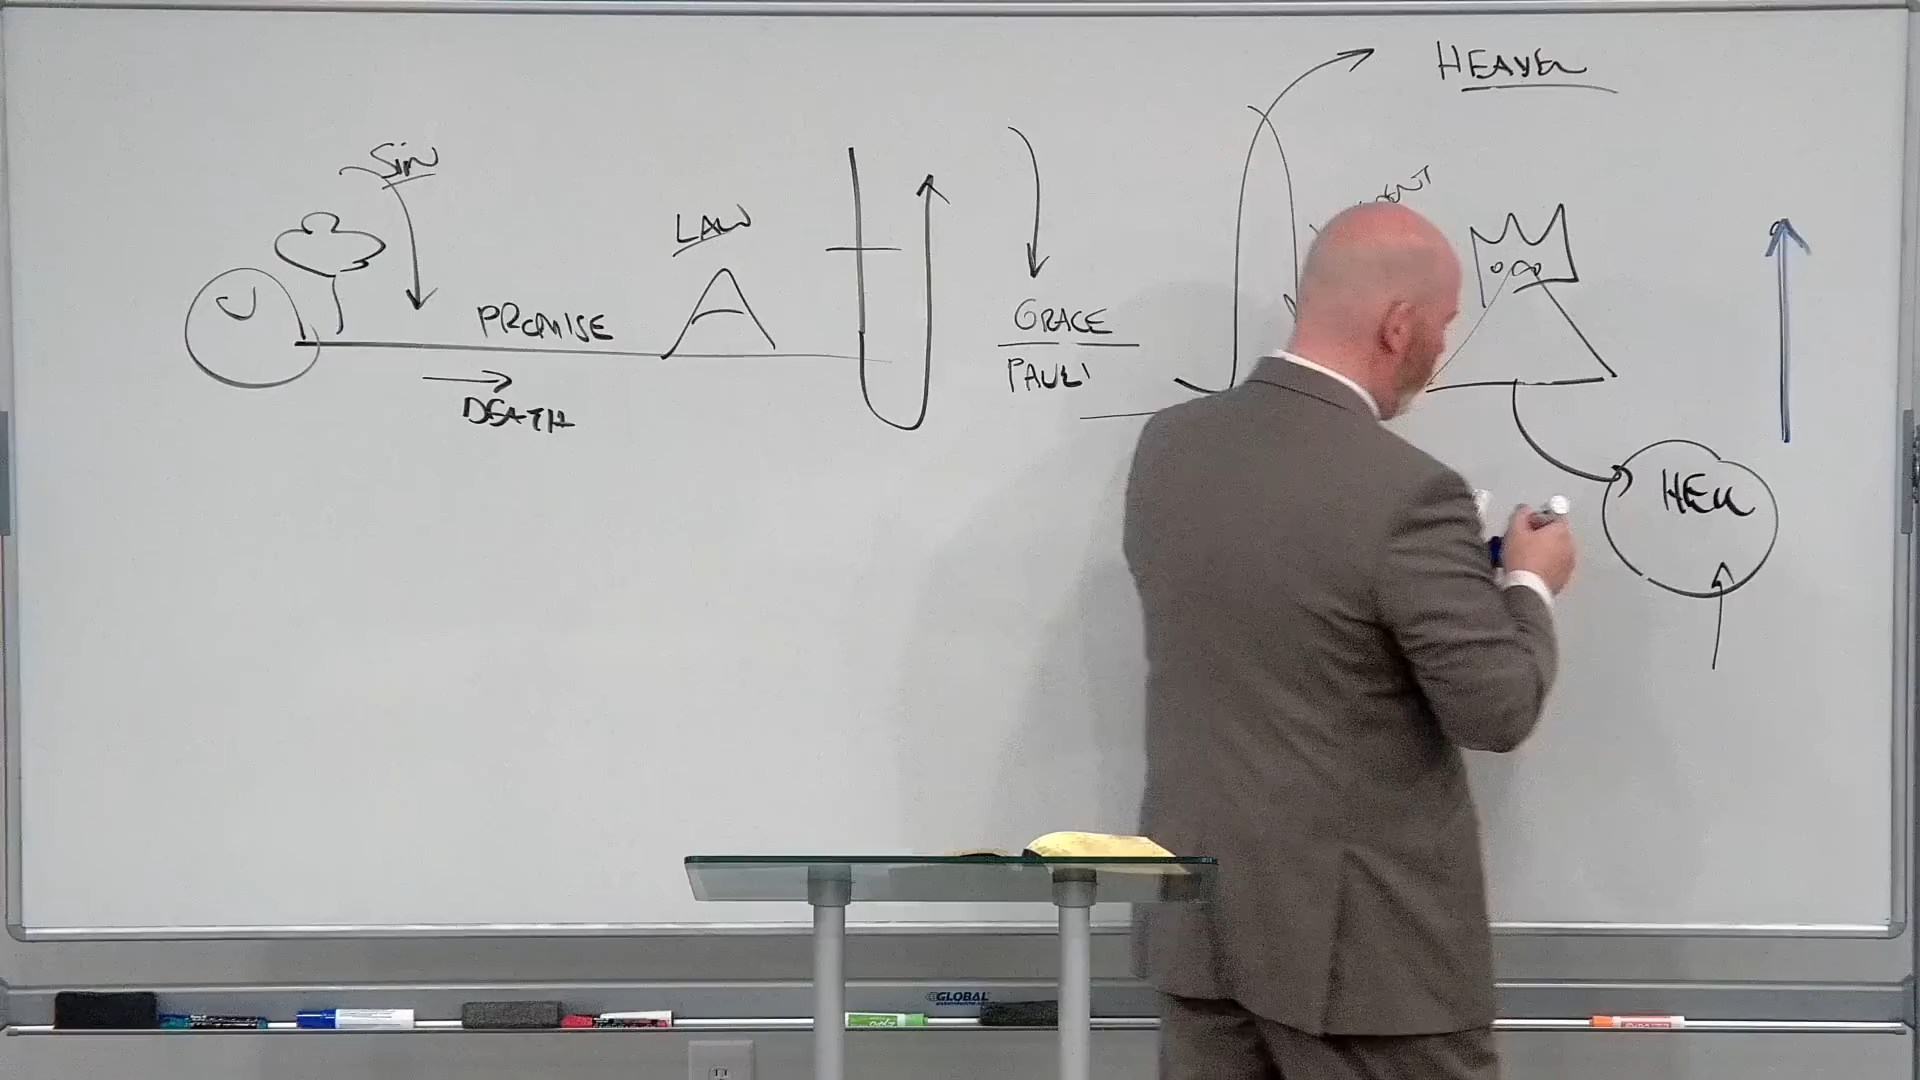 HEAVEN
Sin
LAW
PROMISE
GRACE
PAUL
DEATH
HELL
GLOBAL